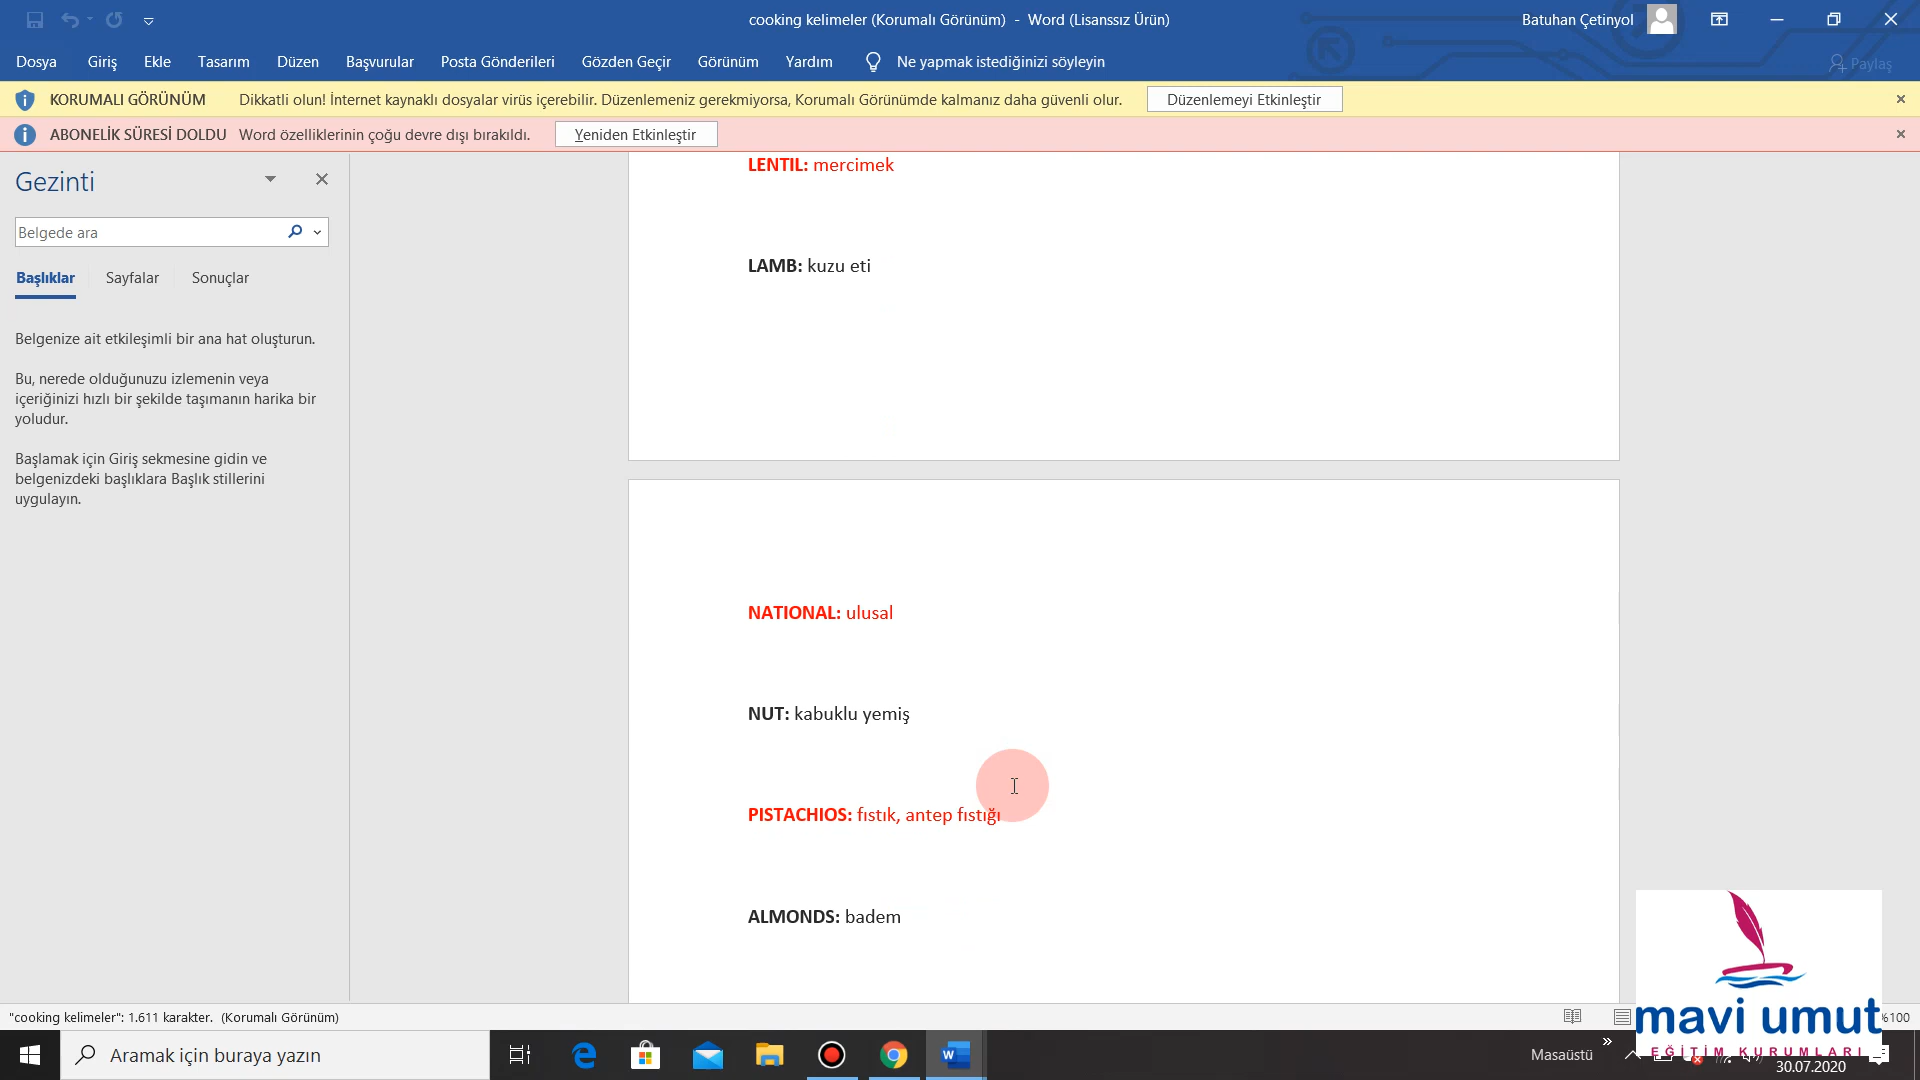 cooking kelimeler (Korumalı Görünüm) - Word (Lisanssız Ürün)
Batuhan Çetinyol
Dosya Giriş Ekle Tasarım Düzen Başvurular Posta Gönderileri Gözden Geçir Görünüm Yardım Ne yapmak istediğinizi söyleyin Paylaş
KORUMALI GÖRÜNÜM Dikkatli olun! İnternet kaynaklı dosyalar virüs içerebilir. Düzenlemeniz gerekmiyorsa, Korumalı Görünümde kalmanız daha güvenli olur. Düzenlemeyi Etkinleştir
ABONELİK SÜRESİ DOLDU Word özelliklerinin çoğu devre dışı bırakıldı. Yeniden Etkinleştir
Gezinti
Belgede ara
Başlıklar Sayfalar Sonuçlar
Belgenize ait etkileşimli bir ana hat oluşturun.
Bu, nerede olduğunuzu izlemenin veya
içeriğinizi hızlı bir şekilde taşımanın harika bir
yoludur.
Başlamak için Giriş sekmesine gidin ve
belgenizdeki başlıklara Başlık stillerini
uygulayın.
LENTIL: mercimek
LAMB: kuzu eti
NATIONAL: ulusal
NUT: kabuklu yemiş
PISTACHIOS: fıstık, antep fıstığı
ALMONDS: badem
mavi umut
EĞİTİM KURUMLARI
"cooking kelimeler": 1.611 karakter. (Korumalı Görünüm)
%100
Aramak için buraya yazın
Masaüstü
30.07.2020